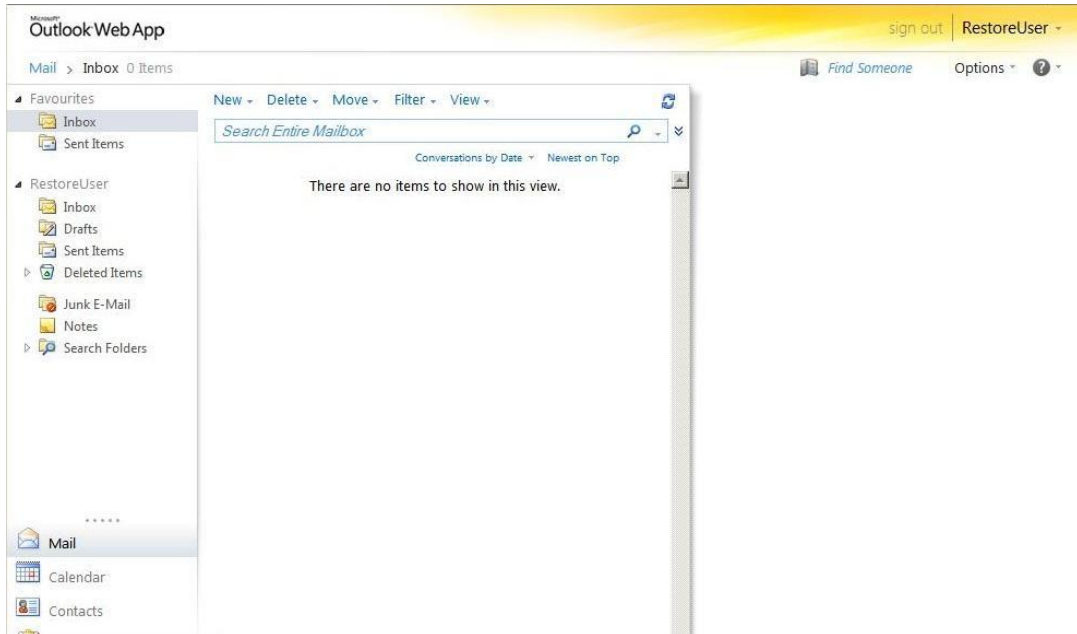 Microsoft®
Outlook Web App
sign out RestoreUser
Mail > Inbox 0 Items
Find Someone Options ?
Favourites
Inbox
Sent Items
RestoreUser
Inbox
Drafts
Sent Items
Deleted Items
Junk E-Mail
Notes
Search Folders
Mail
Calendar
Contacts
New Delete Move Filter View
Search Entire Mailbox
Conversations by Date Newest on Top
There are no items to show in this view.